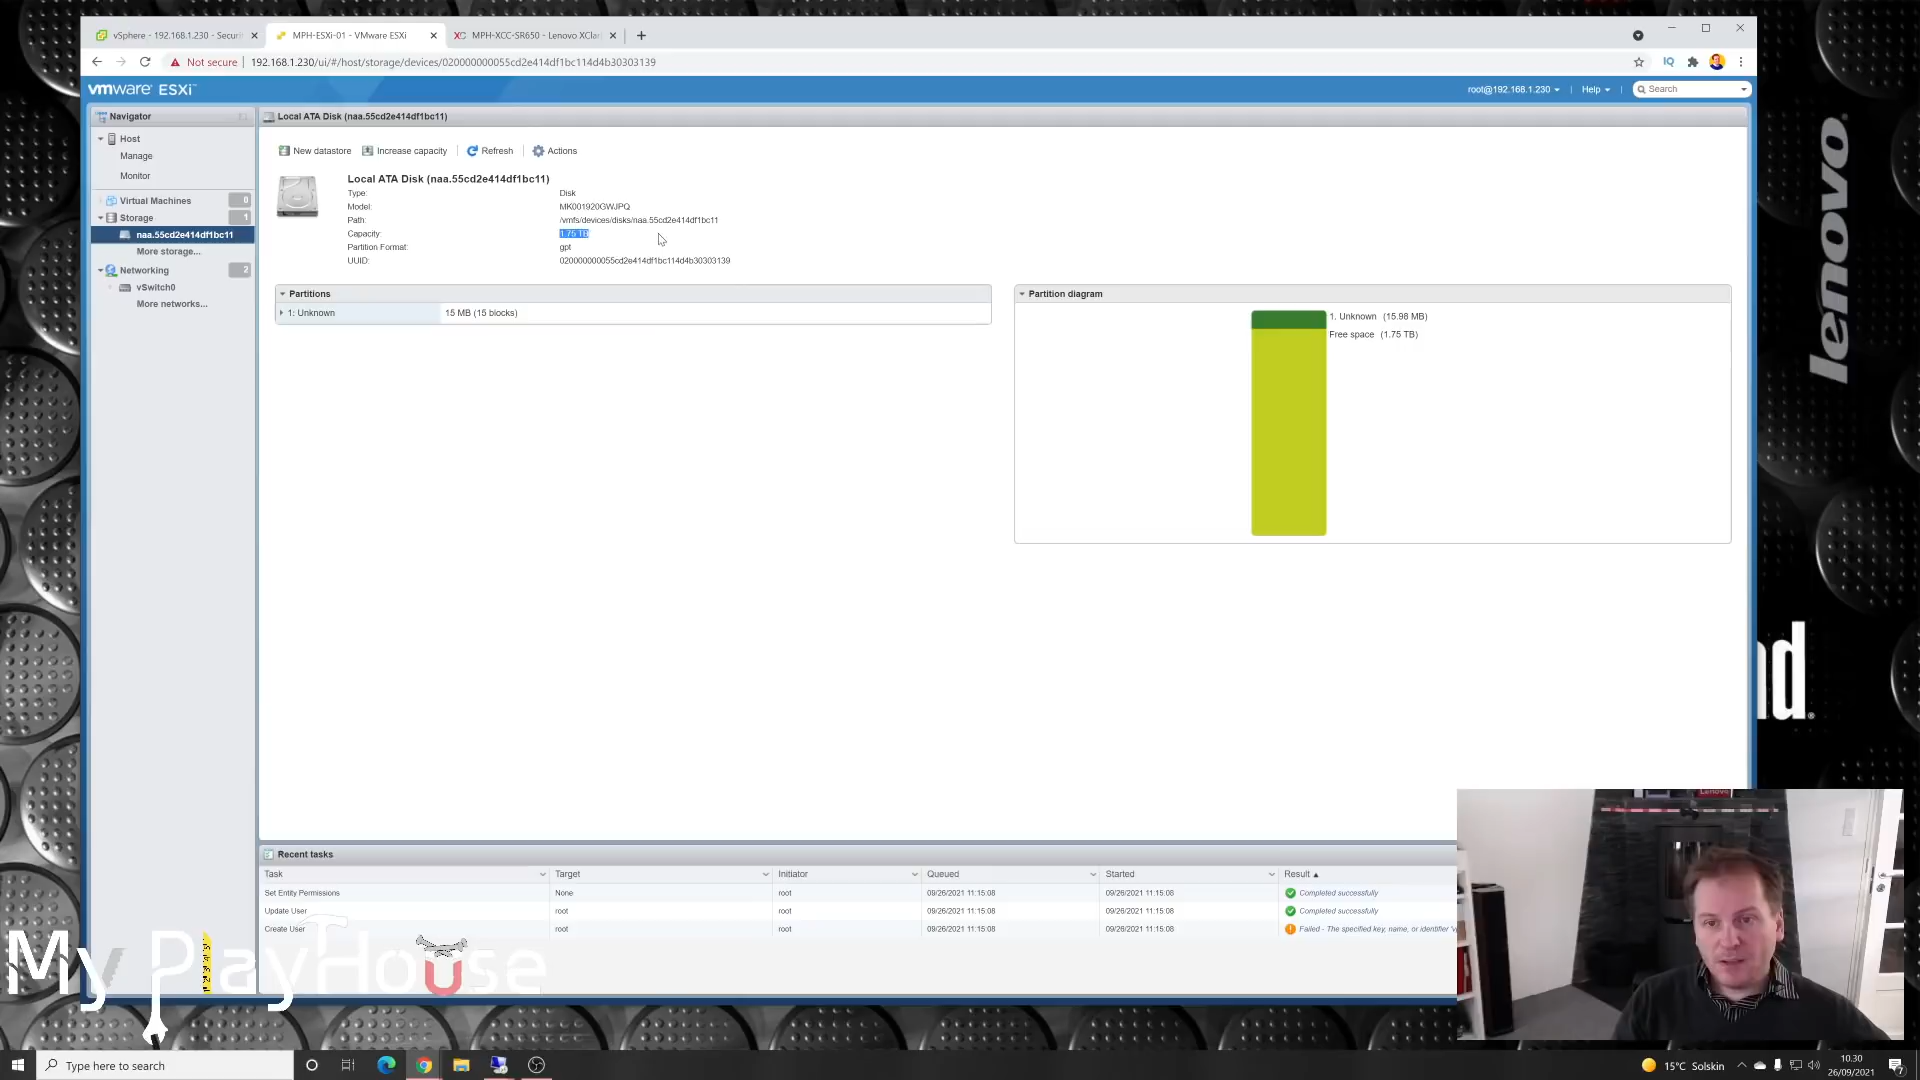 vSphere - 192.168.1.230 - Securi
MPH-ESXi-01 - VMware ESXi
MPH-XCC-SR650 - Lenovo XClar
Not secure
192.168.1.230/ui/#/host/storage/devices/020000000055cd2e414df1bc114d4b30303139
vmware ESXi
root@192.168.1.230
Help
Search
Navigator
Host
Manage
Monitor
Virtual Machines 0
Storage 1
naa.55cd2e414df1bc11
More storage...
Networking 2
vSwitch0
More networks...
Local ATA Disk (naa.55cd2e414df1bc11)
New datastore
Increase capacity
Refresh
Actions
Local ATA Disk (naa.55cd2e414df1bc11)
Type: Disk
Model: MK001920GWJPQ
Path: /vmfs/devices/disks/naa.55cd2e414df1bc11
Capacity: 1.75 TB
Partition Format: gpt
UUID: 020000000055cd2e414df1bc114d4b30303139
Partitions
1: Unknown 15 MB (15 blocks)
Partition diagram
1. Unknown (15.98 MB)
Free space (1.75 TB)
Recent tasks
Task Target Initiator Queued Started Result
Set Entity Permissions None root 09/26/2021 11:15:08 09/26/2021 11:15:08 Completed successfully
Update User root root 09/26/2021 11:15:08 09/26/2021 11:15:08 Completed successfully
Create User root root 09/26/2021 11:15:08 09/26/2021 11:15:08 Failed - The specified key, name, or identifier
lenovo
nd
Lenovo
My PlayHouse
Type here to search
15°C Solskin
10.30
26/09/2021
7